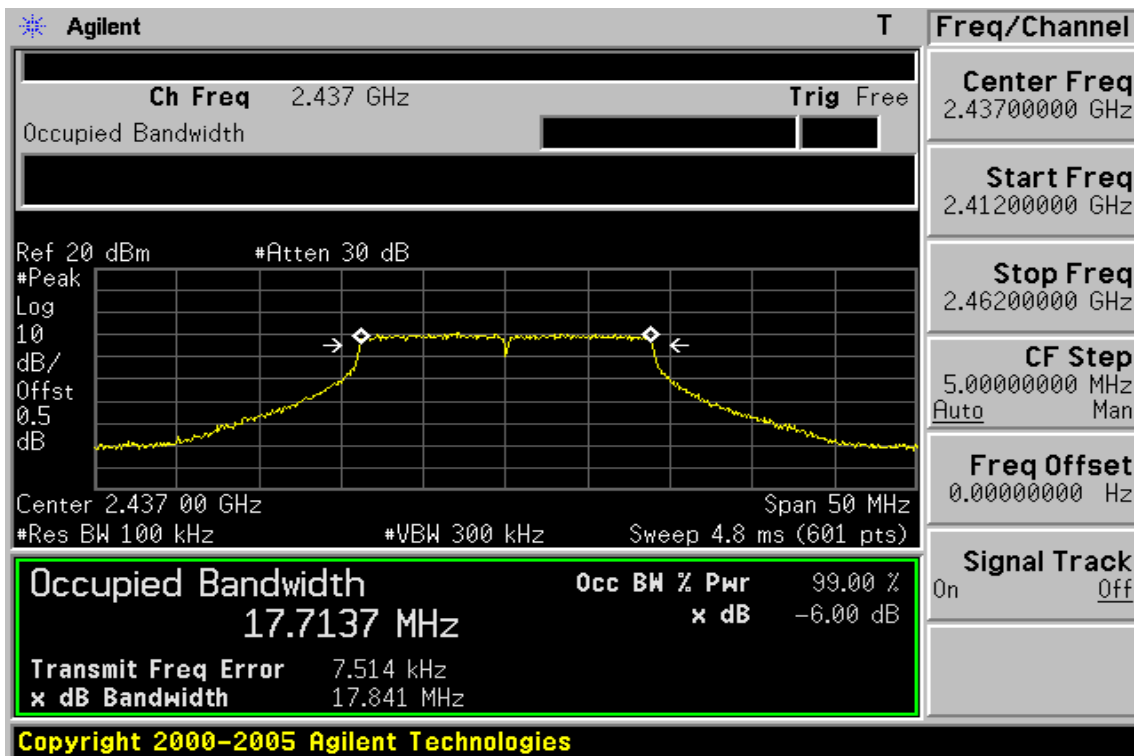 Agilent T
Ch Freq 2.437 GHz Trig Free
Occupied Bandwidth
Ref 20 dBm #Atten 30 dB
#Peak
Log
10
dB/
Offst
0.5
dB
Center 2.437 00 GHz Span 50 MHz
#Res BW 100 kHz #VBW 300 kHz Sweep 4.8 ms (601 pts)
Occupied Bandwidth Occ BW % Pwr 99.00 %
17.7137 MHz x dB -6.00 dB
Transmit Freq Error 7.514 kHz
x dB Bandwidth 17.841 MHz
Copyright 2000-2005 Agilent Technologies
Freq/Channel
Center Freq
2.43700000 GHz
Start Freq
2.41200000 GHz
Stop Freq
2.46200000 GHz
CF Step
5.00000000 MHz
Auto Man
Freq Offset
0.00000000 Hz
Signal Track
On Off